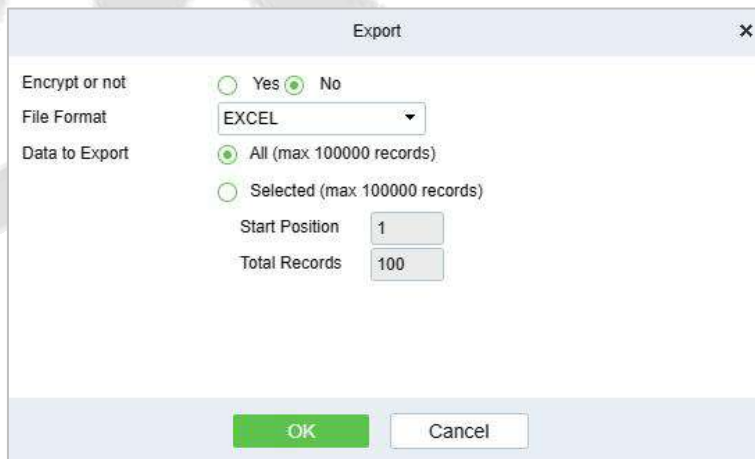 Export
Encrypt or not Yes No
File Format EXCEL
Data to Export All (max 100000 records)
Selected (max 100000 records)
Start Position 1
Total Records 100
OK Cancel